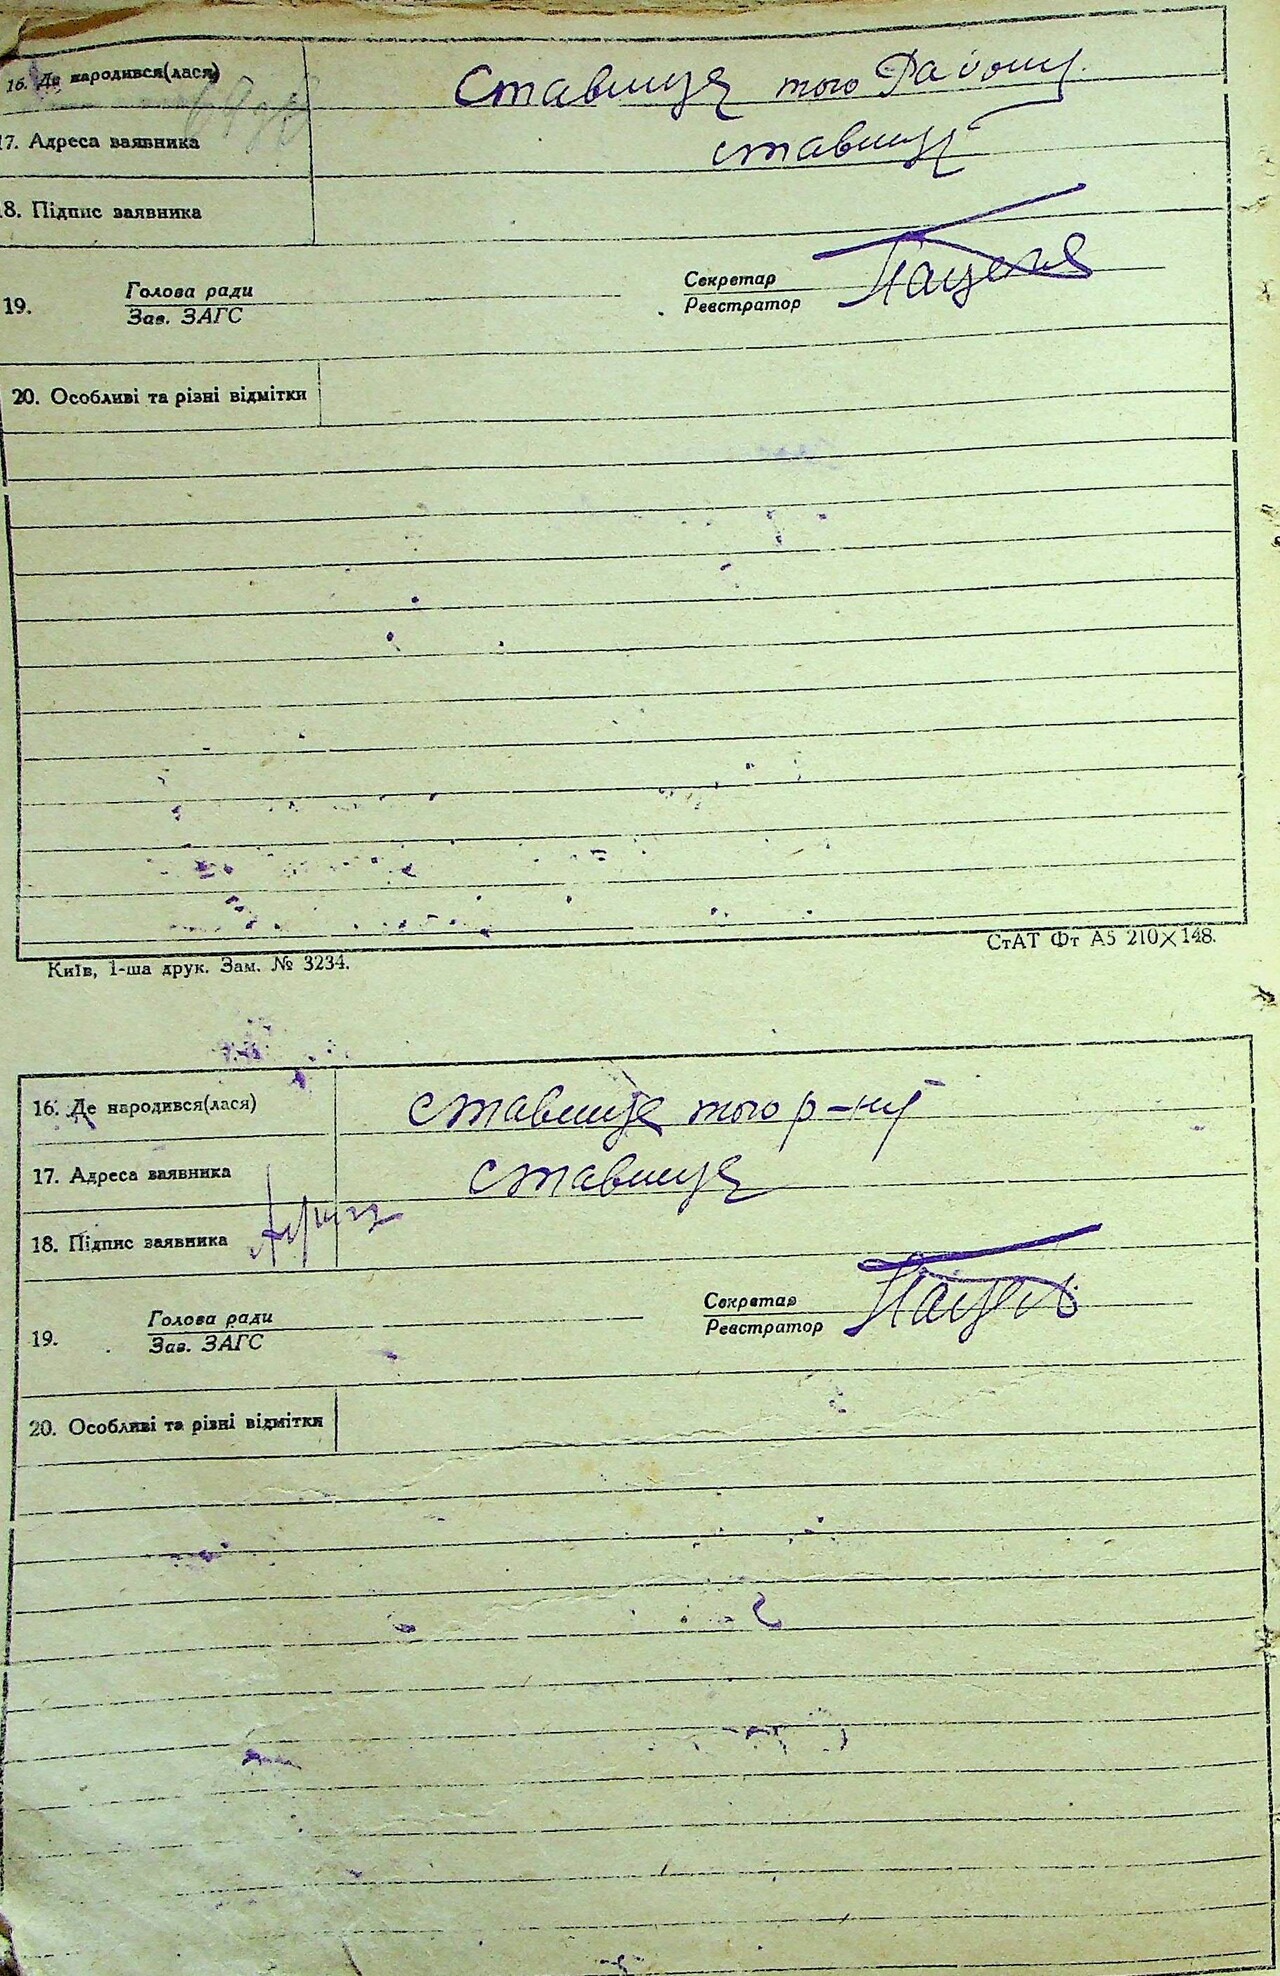 16. Де народився(лася) Ставище того Району
17. Адреса заявника ставищ
18. Підпис заявника
Голова ради Секретар
19. Зав. ЗАГС Реєстратор
20. Особливі та різні відмітки
Київ, 1-ша друк. Зам. № 3234. СтАТ Фт А5 210×148.
16. Де народився(лася) ставище того р-ну
17. Адреса заявника ставище
18. Підпис заявника
Голова ради Секретар
19. Зав. ЗАГС Реєстратор
20. Особливі та різні відмітки